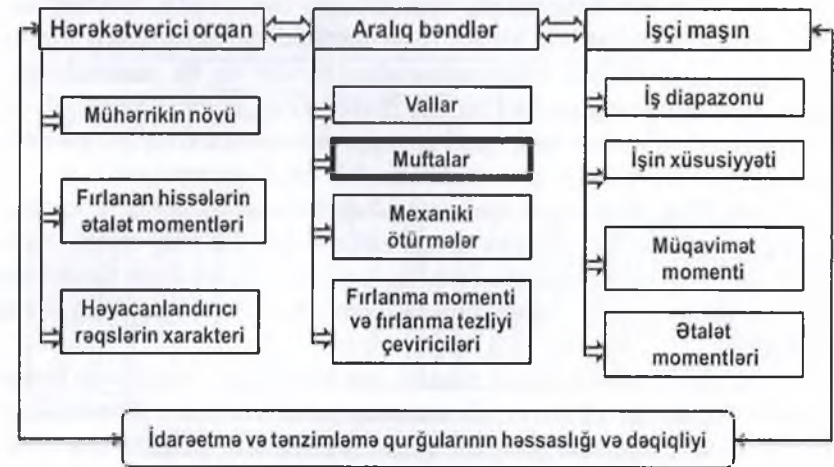 Hərəkətverici orqan
Aralıq bəndlər
İşçi maşın
Mühərrikin növü
Fırlanan hissələrin
ətalət momentləri
Həyacanlandırıcı
rəqslərin xarakteri
Vallar
Muftalar
Mexaniki
ötürmələr
Fırlanma momenti
və fırlanma tezliyi
çeviriciləri
İş diapazonu
İşin xüsusiyyəti
Müqavimət
momenti
Ətalət
momentləri
İdarəetmə və tənzimləmə qurğularının həssaslığı və dəqiqliyi